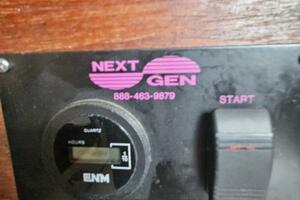 NEXT
GEN
888-463-9879
START
QUARTZ
HOURS
ENM